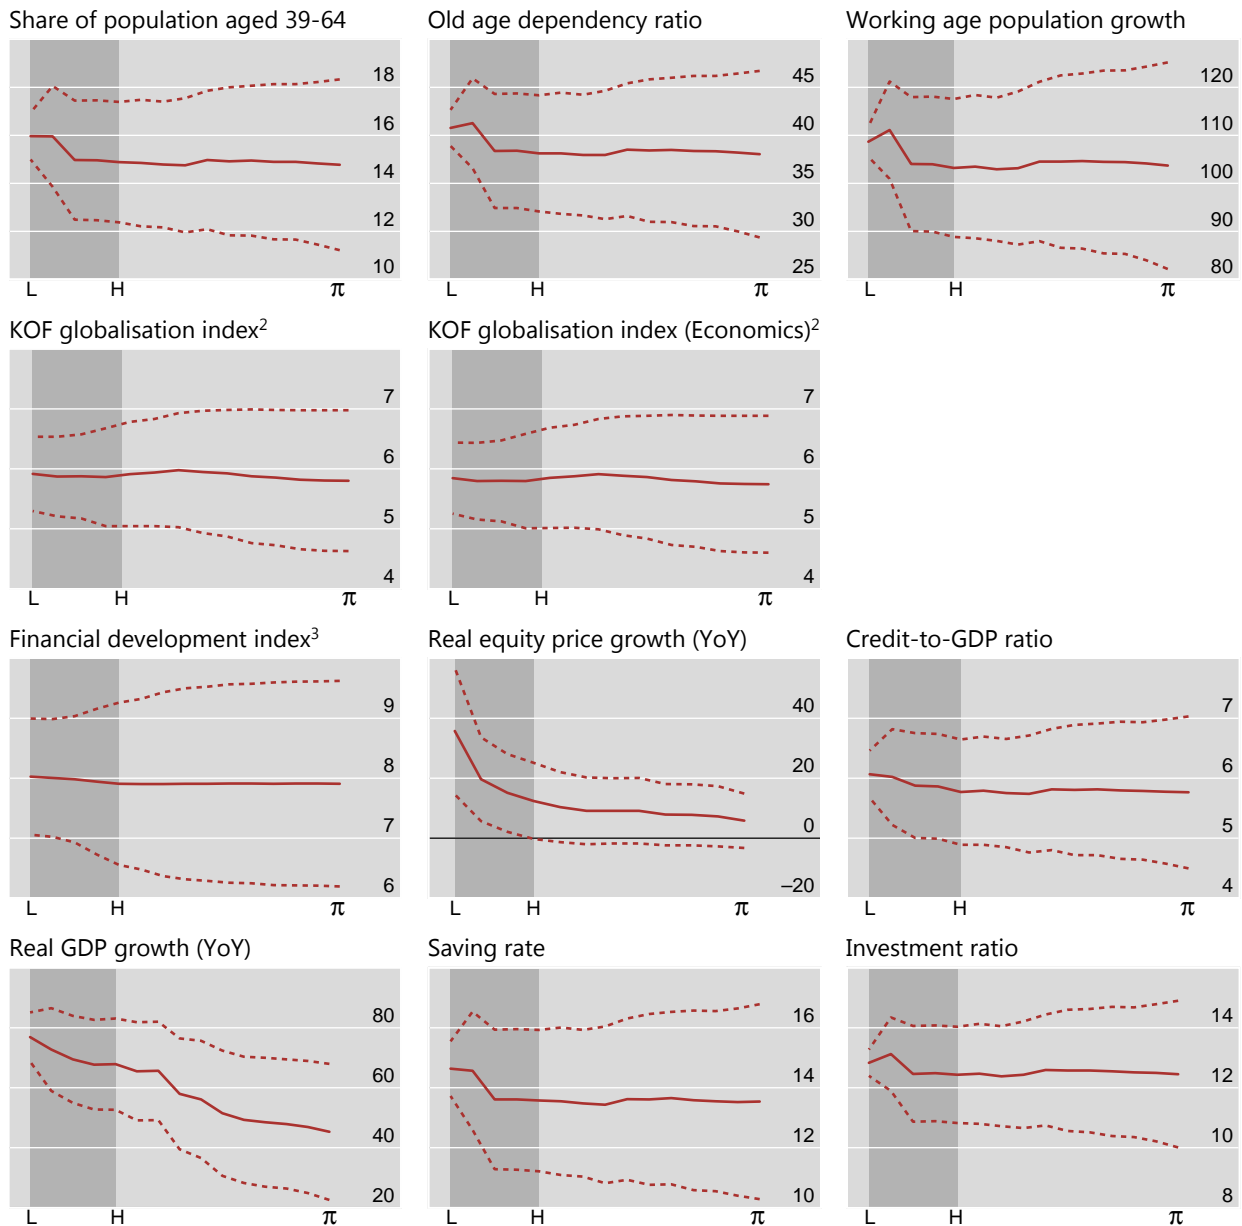 Share of population aged 39-64
18
16
14
12
10
L H π
Old age dependency ratio
45
40
35
30
25
L H π
Working age population growth
120
110
100
90
80
L H π
KOF globalisation index2
7
6
5
4
L H π
KOF globalisation index (Economics)2
7
6
5
4
L H π
Financial development index3
9
8
7
6
L H π
Real equity price growth (YoY)
40
20
0
–20
L H π
Credit-to-GDP ratio
7
6
5
4
L H π
Real GDP growth (YoY)
80
60
40
20
L H π
Saving rate
16
14
12
10
L H π
Investment ratio
14
12
10
8
L H π